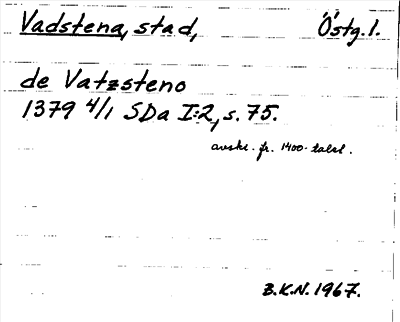 Vadstena, stad, Östg. l.
de Vatzsteno
1379 4/1 SDa I:2, s. 75.
avskr. fr. 1400-talet.
B.K.N. 1967.